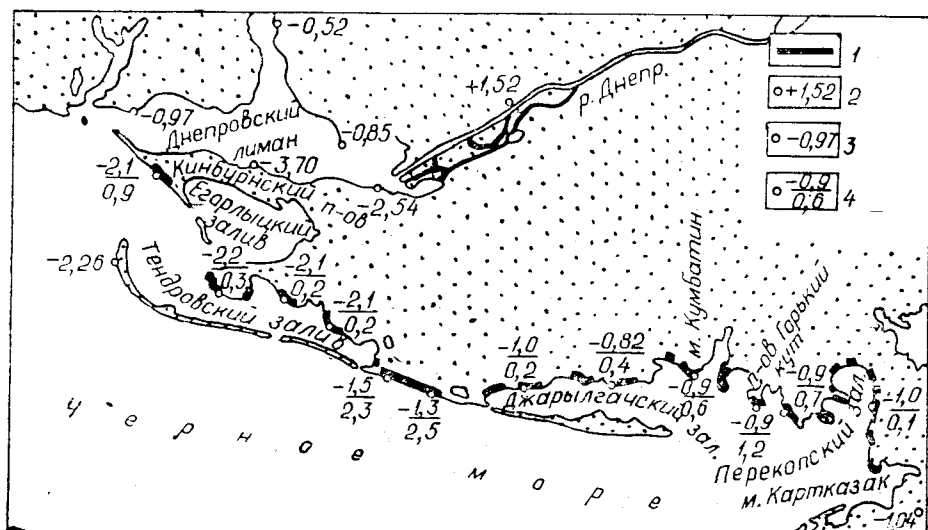 -0,52
+1,52
р. Днепр.
1
+1,52
2
-0,97
3
-0,9
0,6
4
-0,97
Днепровский
лиман
-0,85
-3,70
Кинбурнский
п-ов
-2,54
-2,1
0,9
Егорлыцкий
залив
-2,26
Тендровский залив
-2,2
0,3
-2,1
0,2
-2,1
0,2
-1,5
2,3
-1,3
2,5
-1,0
0,2
-0,82
0,4
Джарылгачский
зал.
м. Кумбатин
-0,9
0,6
п-ов Горький
кут
-0,9
1,2
-0,9
0,7
Перекопский зал.
-1,0
0,1
м. Картказак
-1,04
Черное море